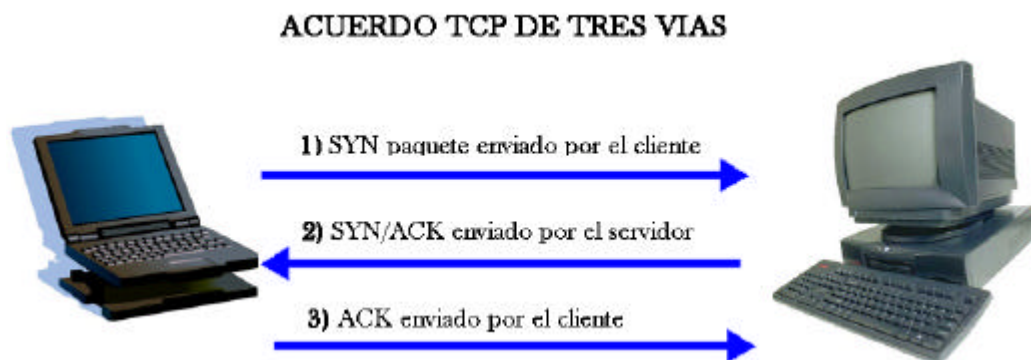 ACUERDO TCP DE TRES VIAS
1) SYN paquete enviado por el cliente
2) SYN/ACK enviado por el servidor
3) ACK enviado por el cliente